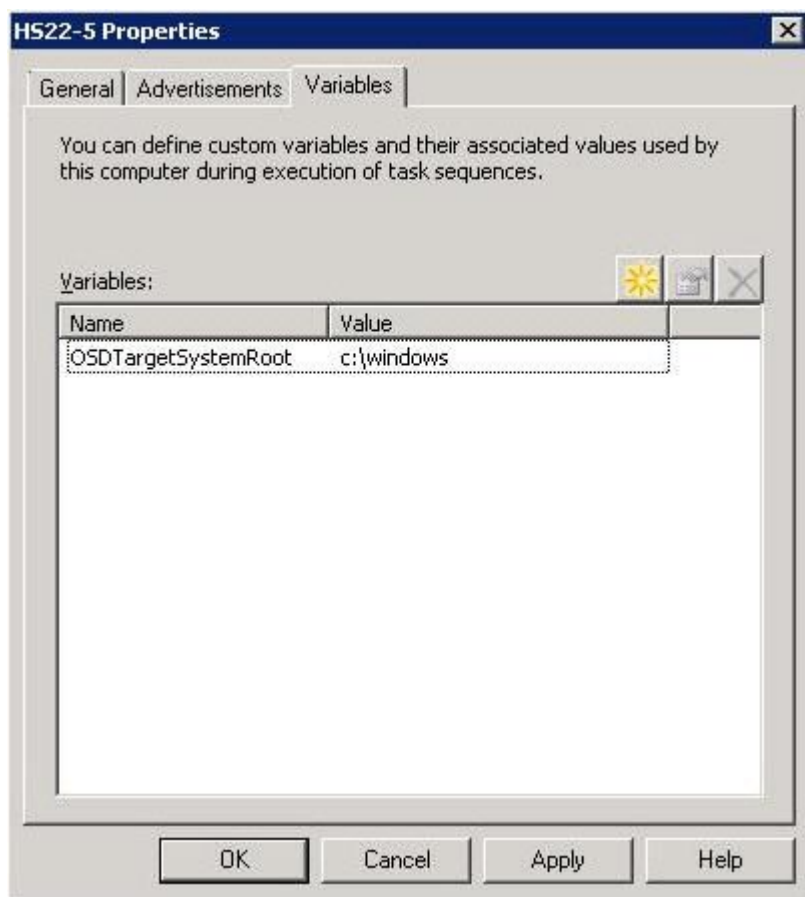 HS22-5 Properties
General Advertisements Variables
You can define custom variables and their associated values used by
this computer during execution of task sequences.
Variables:
Name Value
OSDTargetSystemRoot c:\windows
OK Cancel Apply Help